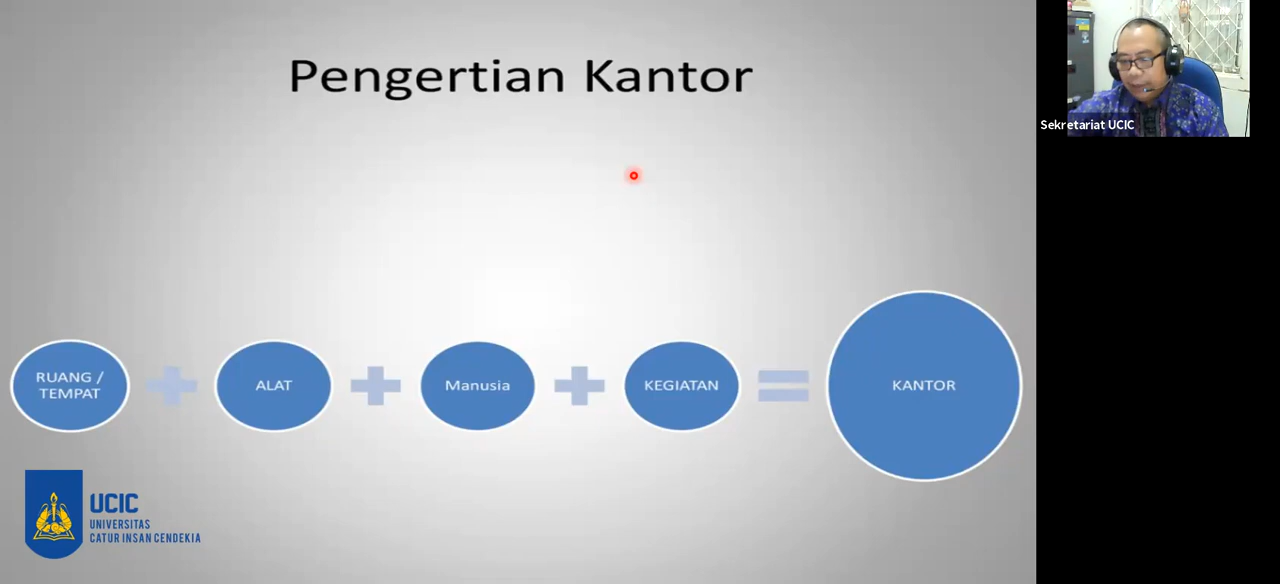 Pengertian Kantor
Sekretariat UCIC
RUANG /
TEMPAT
ALAT
Manusia
KEGIATAN
KANTOR
UCIC
UNIVERSITAS
CATUR INSAN CENDEKIA